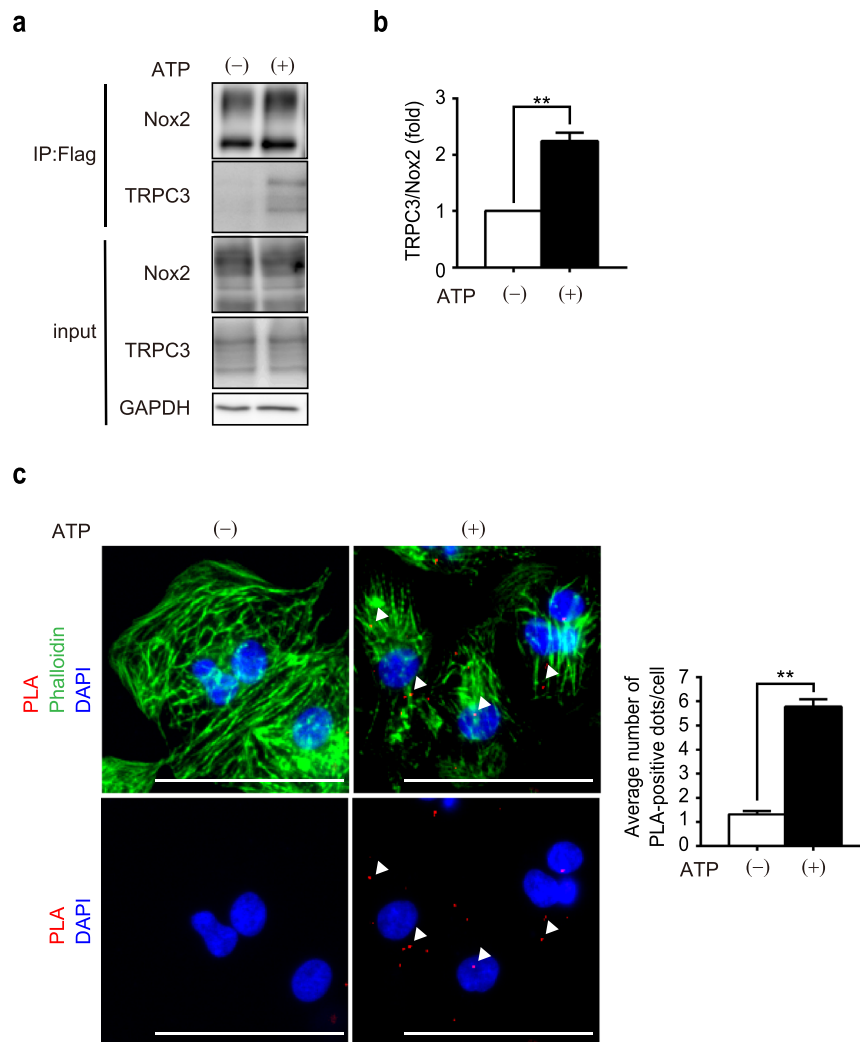 a
ATP (−) (+)
IP:Flag
Nox2
TRPC3
input
Nox2
TRPC3
GAPDH
b
TRPC3/Nox2 (fold)
3
2
1
0
**
ATP (−) (+)
c
ATP (−) (+)
PLA
Phalloidin
DAPI
PLA
DAPI
Average number of
PLA-positive dots/cell
7
6
5
4
3
2
1
0
**
ATP (−) (+)